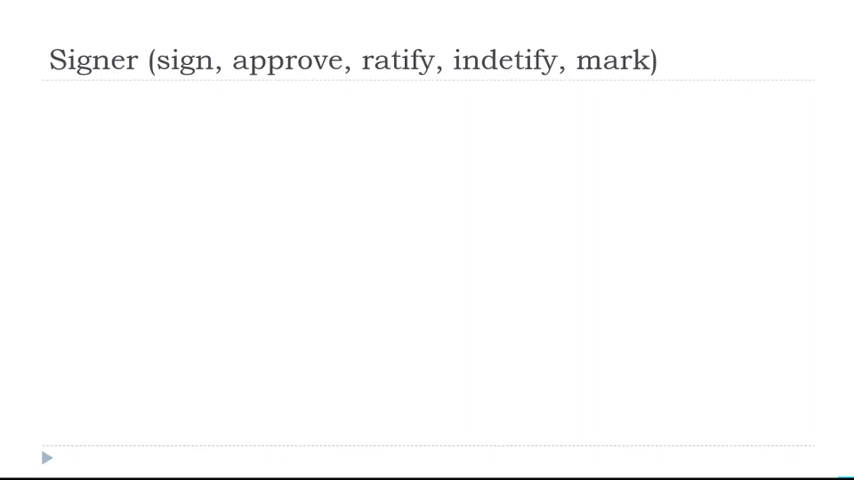 Signer (sign, approve, ratify, indetify, mark)